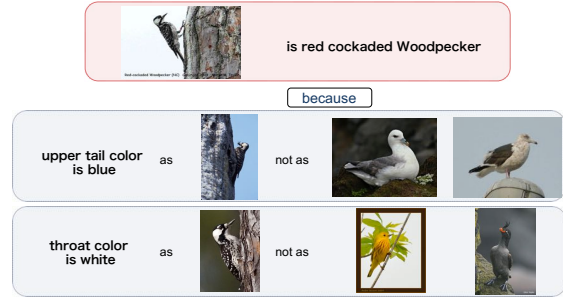 is red cockaded Woodpecker
because
upper tail color
is blue
as
not as
throat color
is white
as
not as